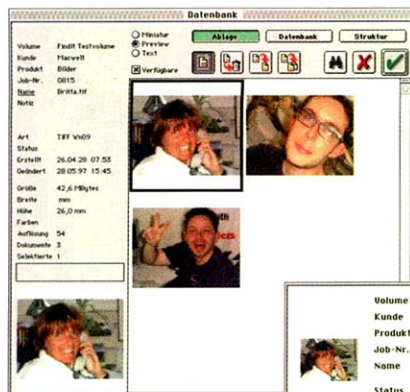 Datenbank
Volume Findit Testvolume
Kunde Macwelt
Produkt Bilder
Job-Nr. 0815
Name Britta.tif
Notiz
Art TIFF
Status
Erstellt 26.04.28 07:53
Geändert 28.05.97 15:45
Größe 42,6 MBytes
Breite mm
Höhe 26,0 mm
Farben
Auflösung 54
Dokumente 3
Selektierte 1
Miniatur
Preview
Text
Verfügbare
Ablage
Datenbank
Struktur
Volume
Kunde
Produkt
Job-Nr.
Name
Status